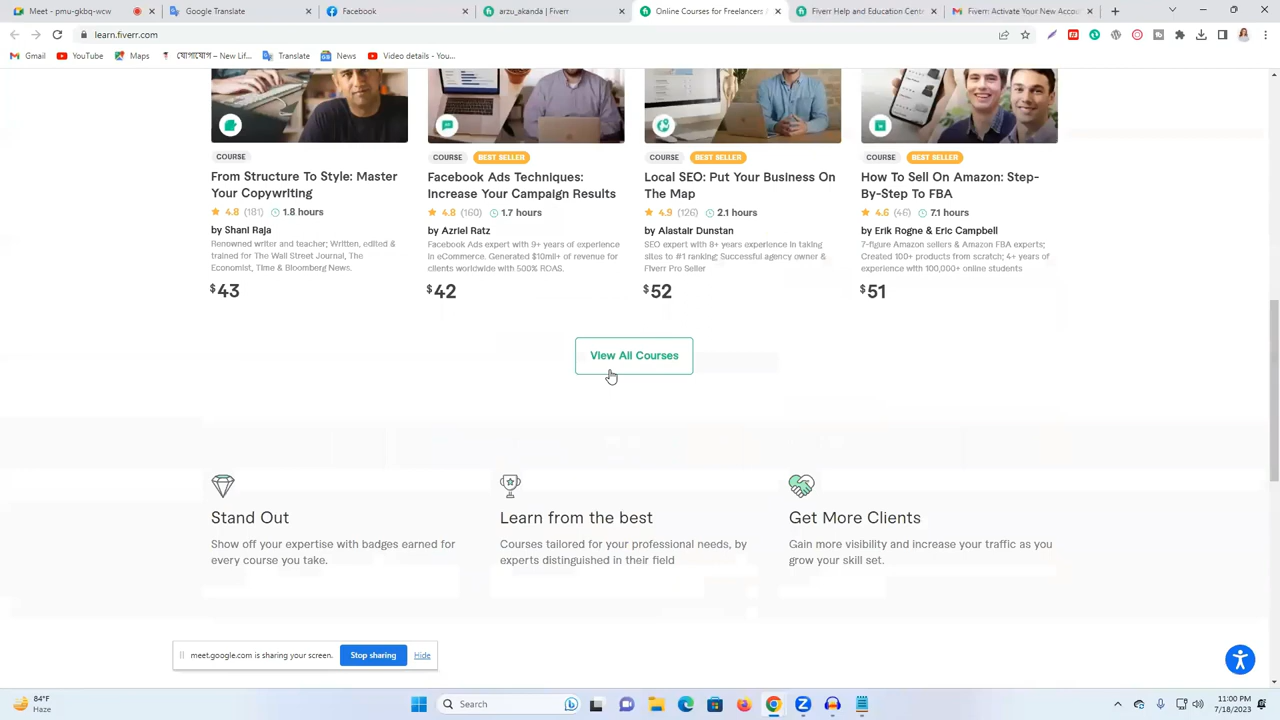 Meet - pmu-gkbq-wcw
Google Translate
Facebook
arzu_akanda | Fiverr
Online Courses for Freelancers
Fiverr Help and Education Cent
Fiverr: Activate Your New Acco
learn.fiverr.com
Gmail
YouTube
Maps
যোগাযোগ – New Lif...
Translate
News
Video details - You...
COURSE
From Structure To Style: Master
Your Copywriting
4.8 (181) 1.8 hours
by Shani Raja
Renowned writer and teacher; Written, edited &
trained for The Wall Street Journal, The
Economist, Time & Bloomberg News.
$43
COURSE BEST SELLER
Facebook Ads Techniques:
Increase Your Campaign Results
4.8 (160) 1.7 hours
by Azriel Ratz
Facebook Ads expert with 9+ years of experience
in eCommerce. Generated $10mil+ of revenue for
clients worldwide with 500% ROAS.
$42
COURSE BEST SELLER
Local SEO: Put Your Business On
The Map
4.9 (126) 2.1 hours
by Alastair Dunstan
SEO expert with 8+ years experience in taking
sites to #1 ranking; Successful agency owner &
Fiverr Pro Seller
$52
COURSE BEST SELLER
How To Sell On Amazon: Step-
By-Step To FBA
4.6 (46) 7.1 hours
by Erik Rogne & Eric Campbell
7-figure Amazon sellers & Amazon FBA experts;
Created 100+ products from scratch; 4+ years of
experience with 100,000+ online students
$51
View All Courses
Stand Out
Show off your expertise with badges earned for
every course you take.
Learn from the best
Courses tailored for your professional needs, by
experts distinguished in their field
Get More Clients
Gain more visibility and increase your traffic as you
grow your skill set.
meet.google.com is sharing your screen.
Stop sharing
Hide
84°F
Haze
Search
11:00 PM
7/18/2023